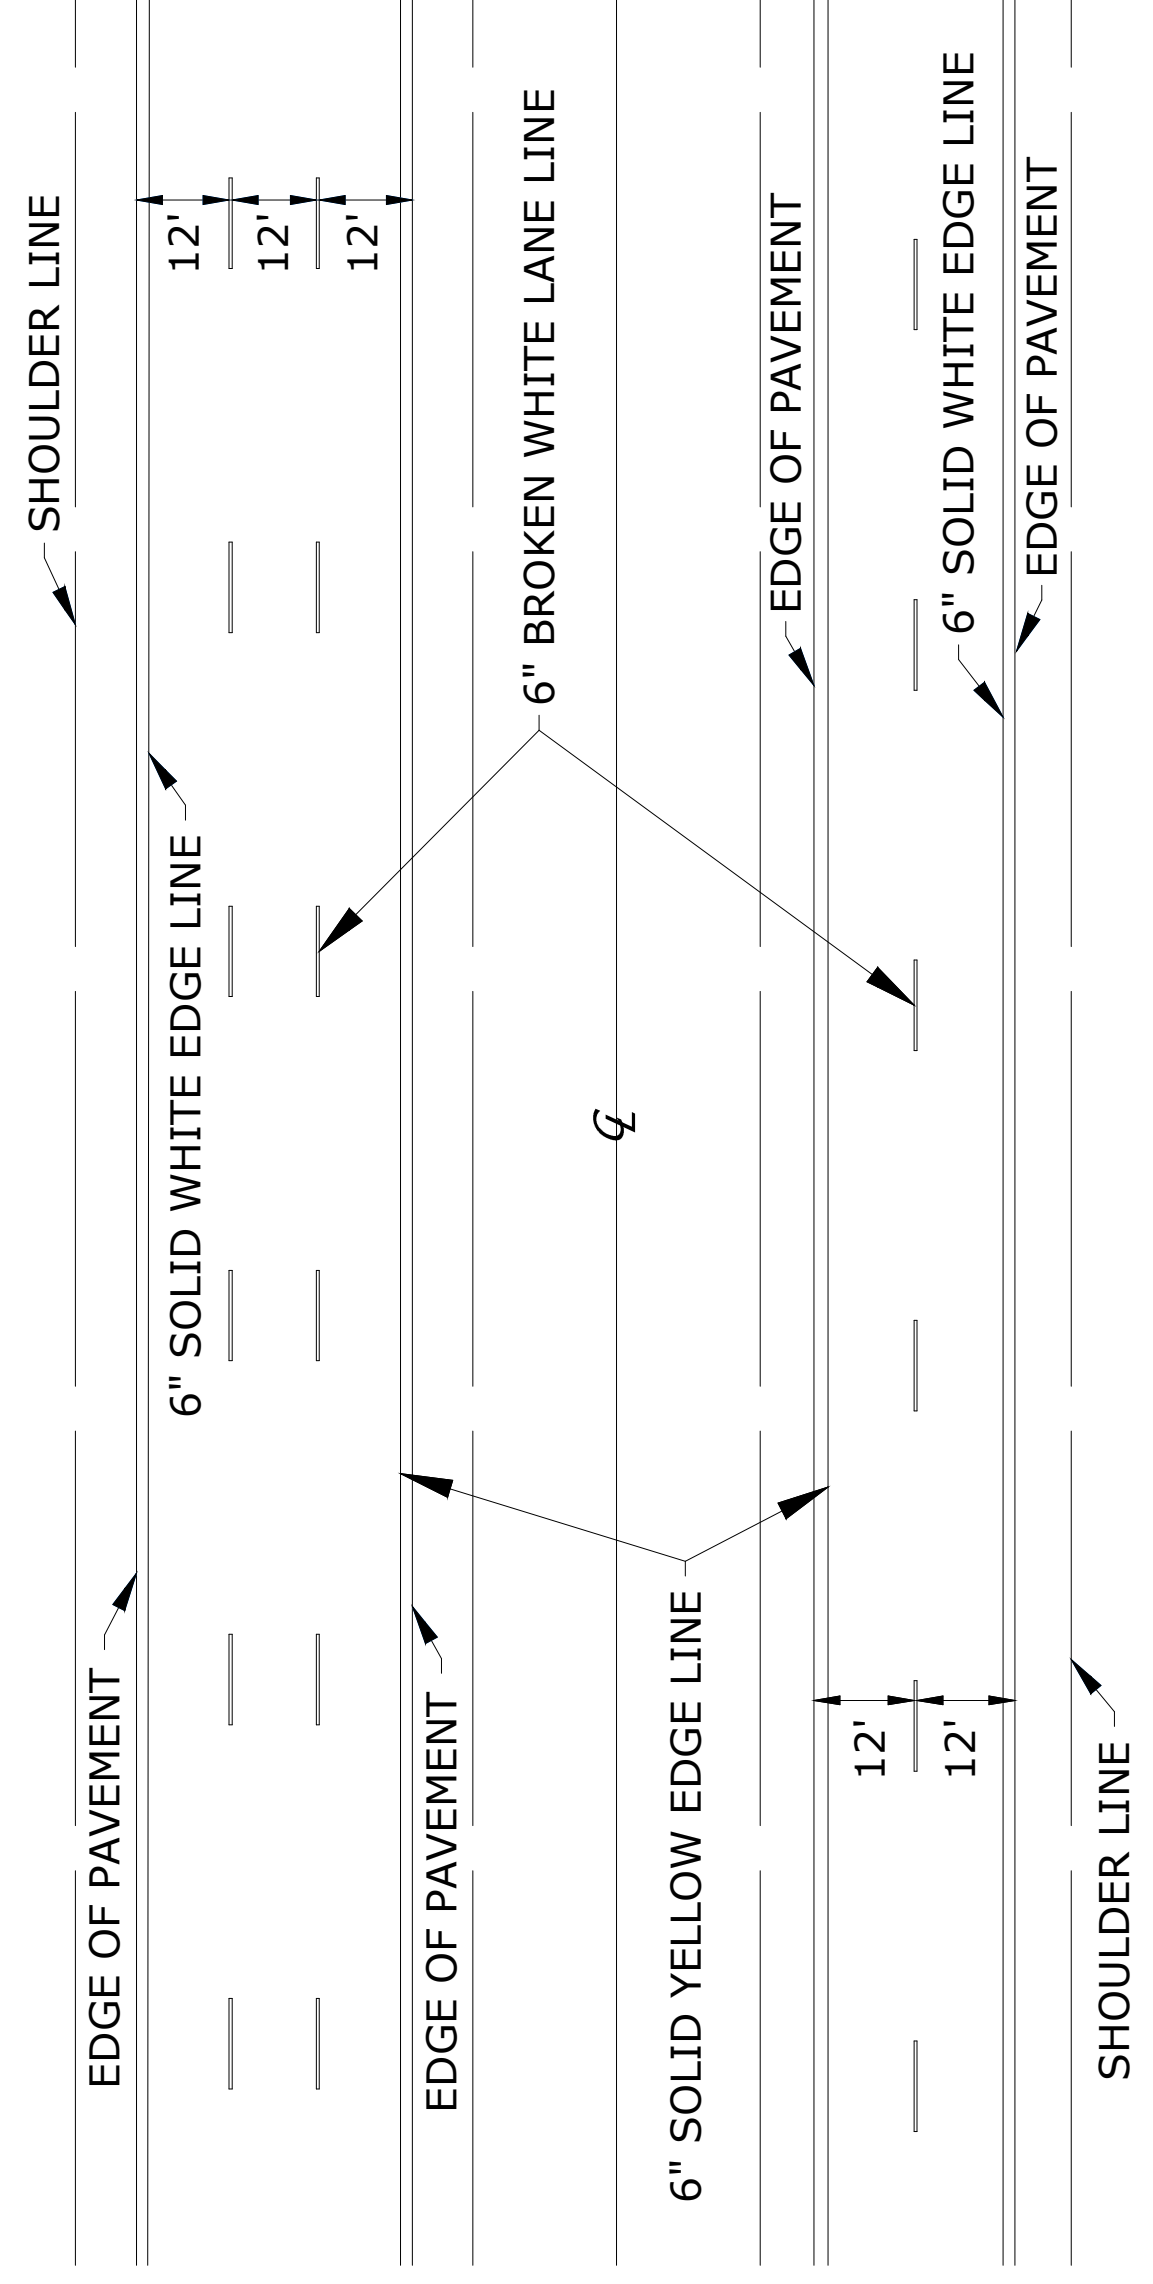 SHOULDER LINE
EDGE OF PAVEMENT
12'
12'
12'
6" SOLID WHITE EDGE LINE
EDGE OF PAVEMENT
6" BROKEN WHITE LANE LINE
℄
6" SOLID YELLOW EDGE LINE
EDGE OF PAVEMENT
12'
12'
6" SOLID WHITE EDGE LINE
EDGE OF PAVEMENT
SHOULDER LINE